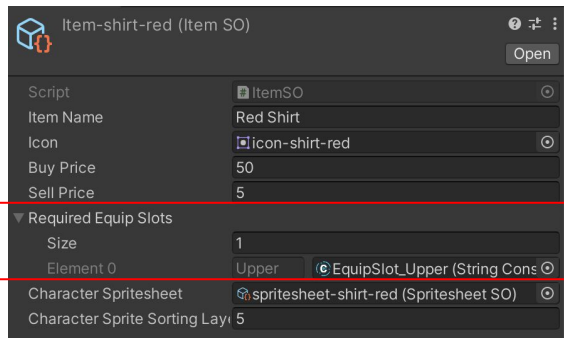 Item-shirt-red (Item SO)
Open
Script # ItemSO
Item Name Red Shirt
Icon icon-shirt-red
Buy Price 50
Sell Price 5
Required Equip Slots
Size 1
Element 0 Upper EquipSlot_Upper (String Cons
Character Spritesheet spritesheet-shirt-red (Spritesheet SO)
Character Sprite Sorting Laye 5